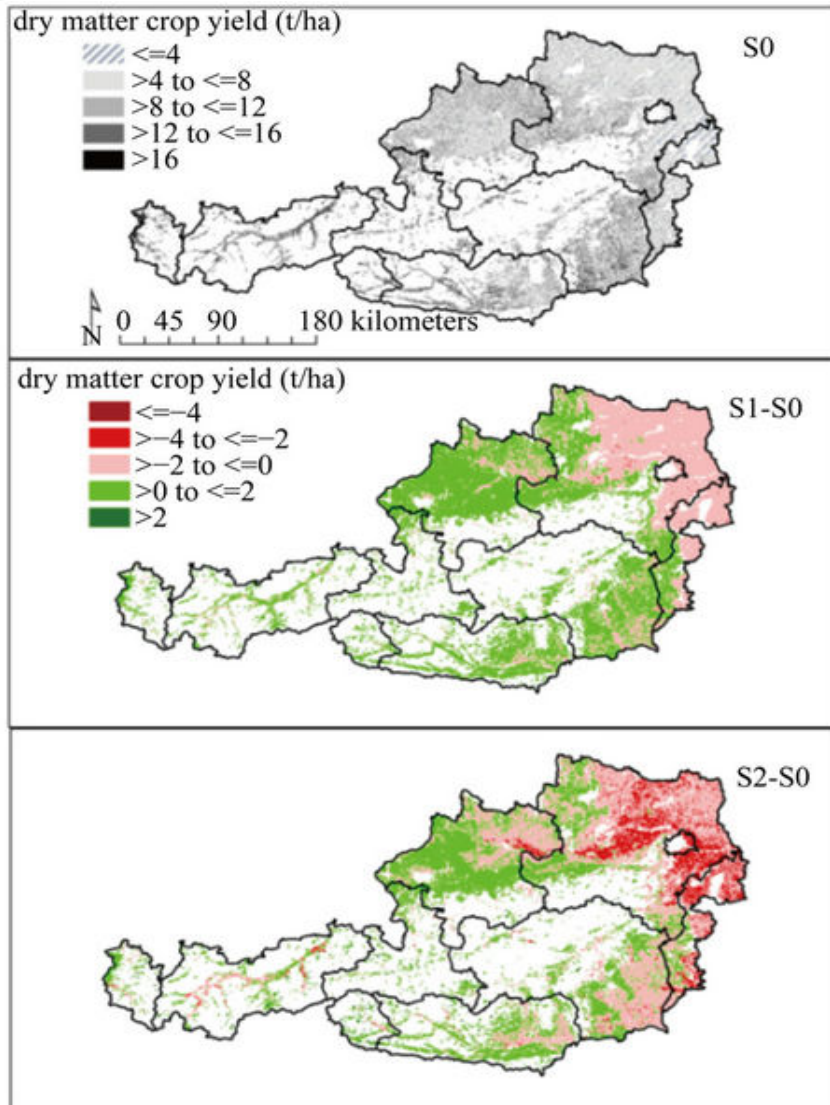 dry matter crop yield (t/ha)
S0
<=4
>4 to <=8
>8 to <=12
>12 to <=16
>16
N
0 45 90 180 kilometers
dry matter crop yield (t/ha)
S1-S0
<=−4
>−4 to <=−2
>−2 to <=0
>0 to <=2
>2
S2-S0